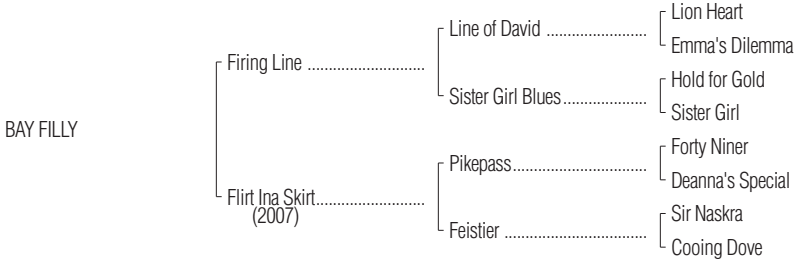 Lion Heart
Line of David ........................
Emma's Dilemma
Firing Line ............................
Hold for Gold
Sister Girl Blues....................
Sister Girl
BAY FILLY
Forty Niner
Pikepass................................
Deanna's Special
Flirt Ina Skirt..........................
(2007)
Sir Naskra
Feistier ..................................
Cooing Dove